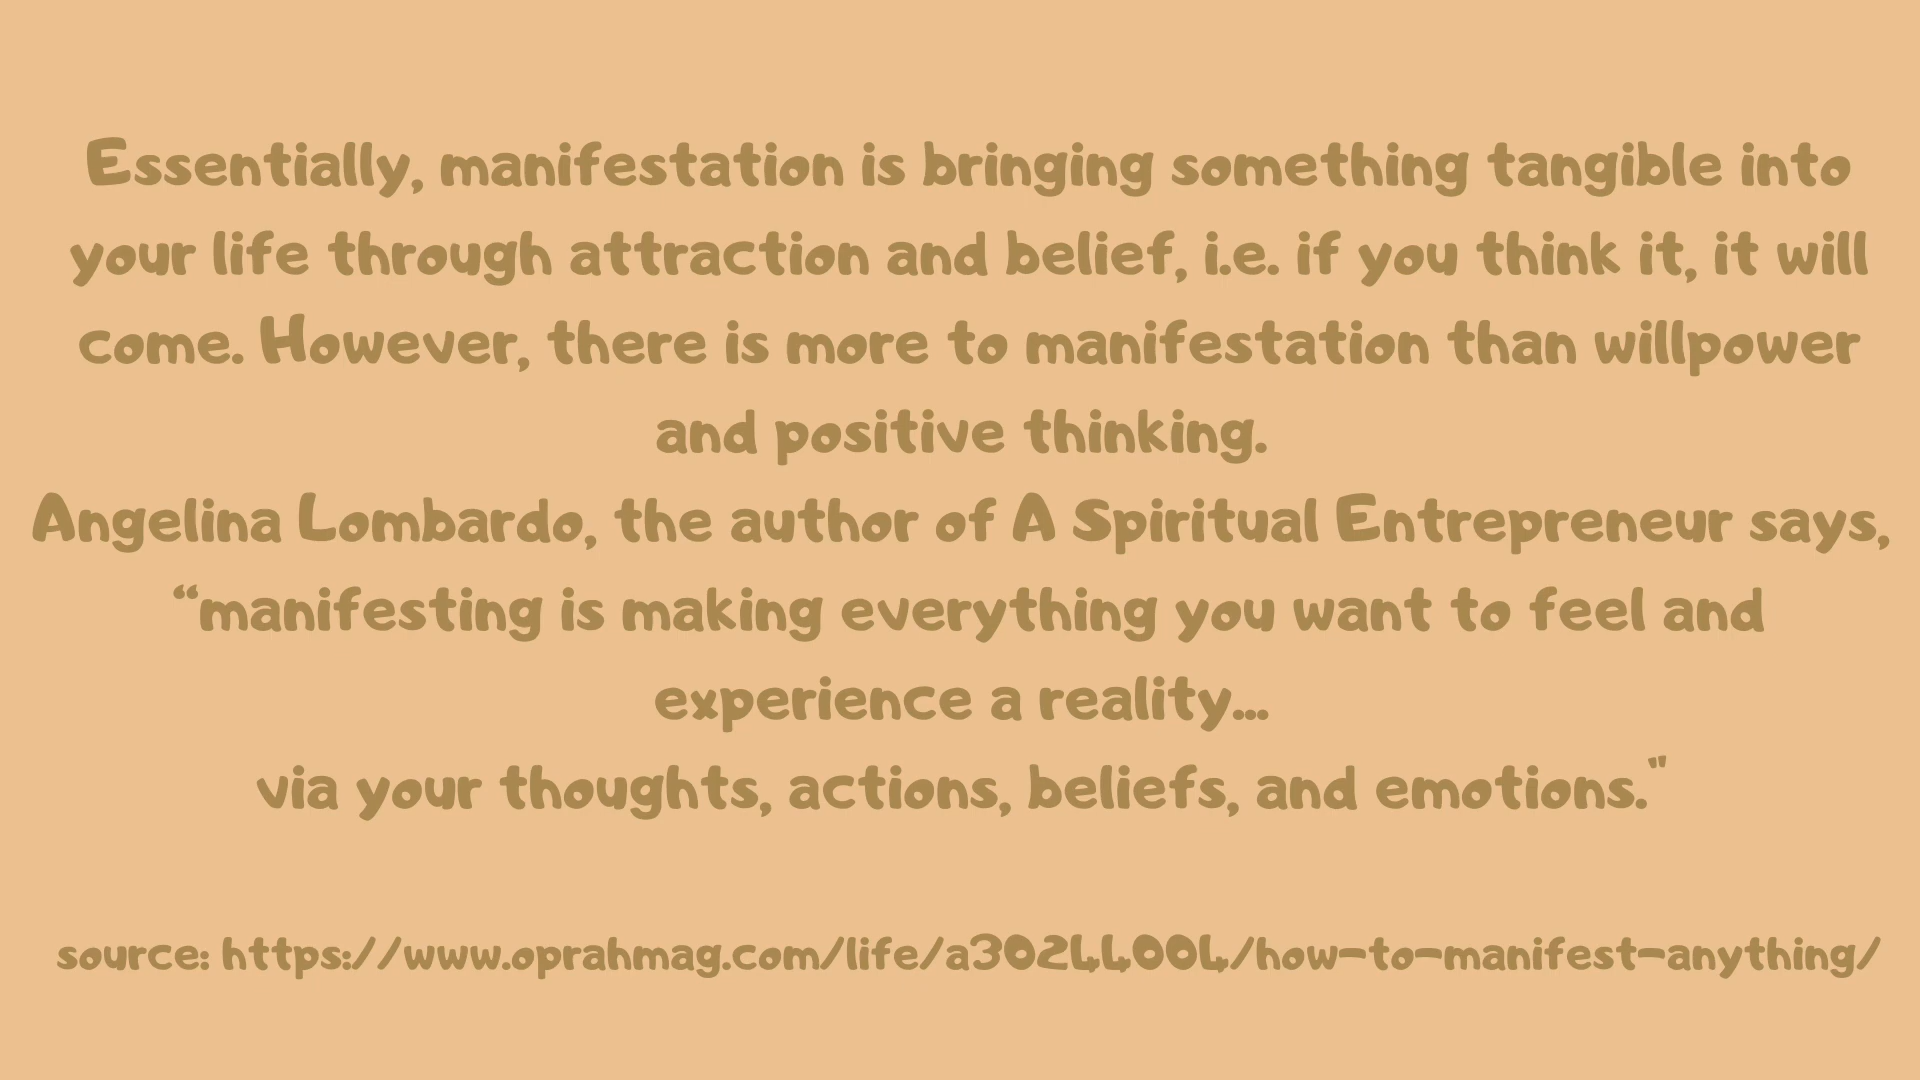 Essentially, manifestation is bringing something tangible into
your life through attraction and belief, i.e. if you think it, it will
come. However, there is more to manifestation than willpower
and positive thinking.
Angelina Lombardo, the author of A Spiritual Entrepreneur says,
“manifesting is making everything you want to feel and
experience a reality...
via your thoughts, actions, beliefs, and emotions."
source: https://www.oprahmag.com/life/a30244004/how-to-manifest-anything/